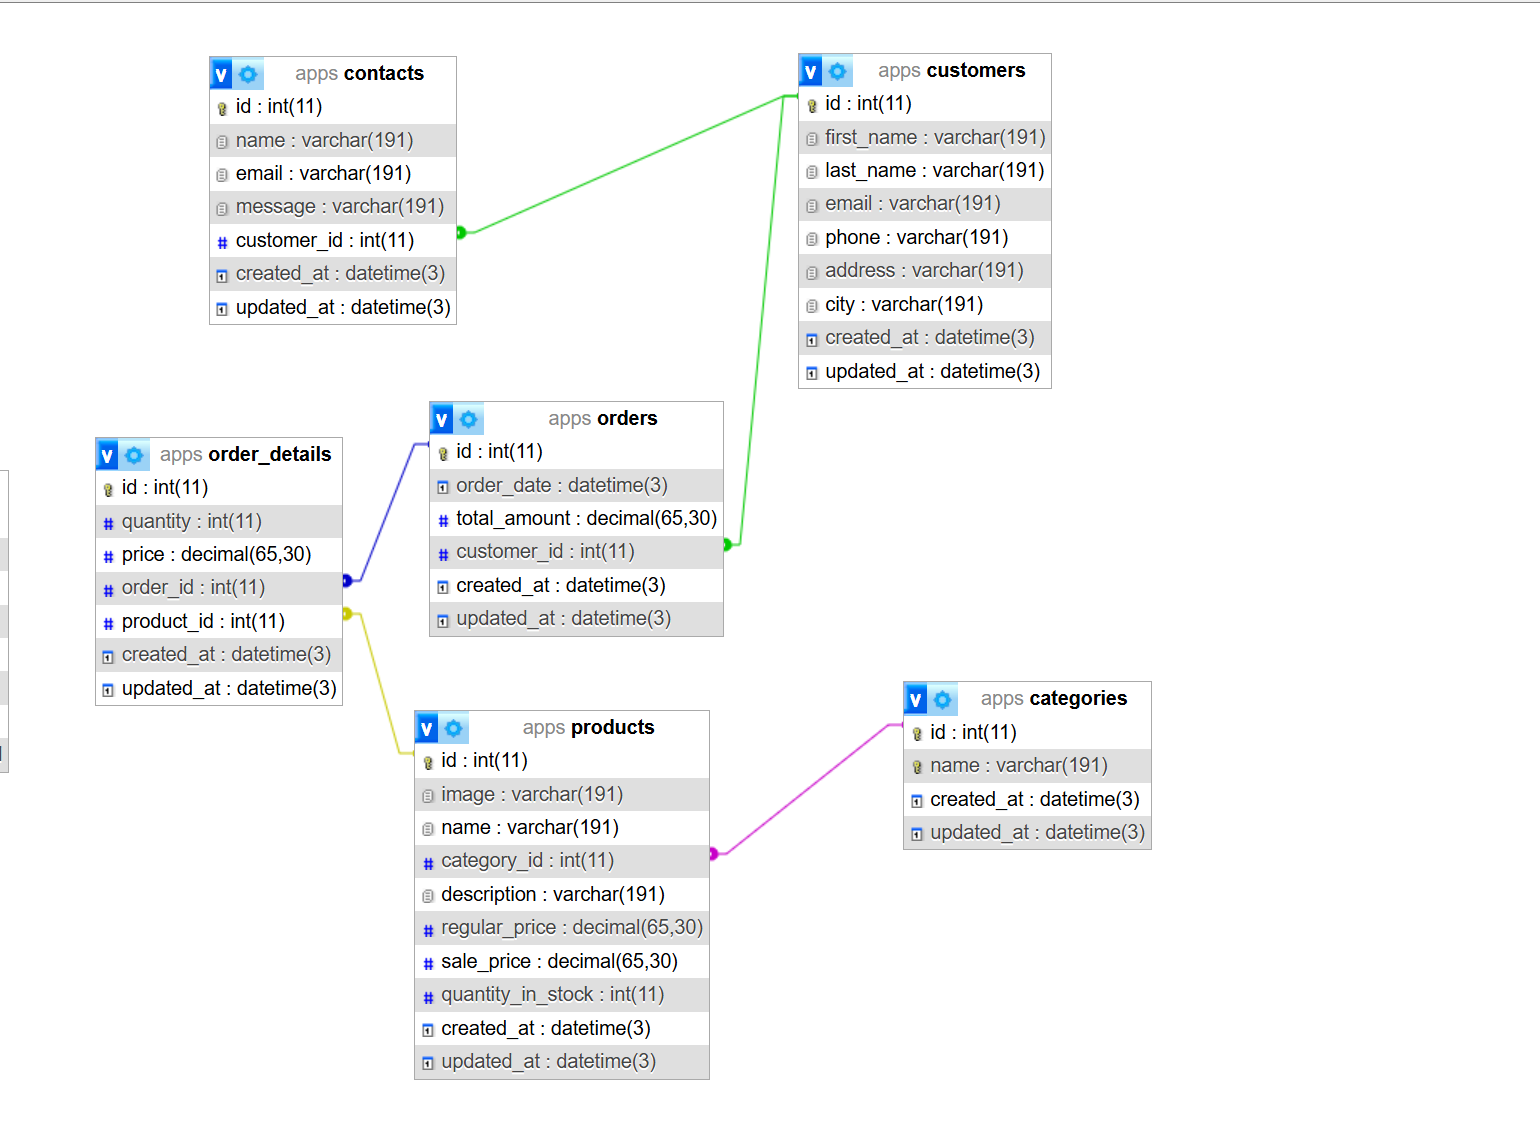 apps contacts
id : int(11)
name : varchar(191)
email : varchar(191)
message : varchar(191)
customer_id : int(11)
created_at : datetime(3)
updated_at : datetime(3)
apps customers
id : int(11)
first_name : varchar(191)
last_name : varchar(191)
email : varchar(191)
phone : varchar(191)
address : varchar(191)
city : varchar(191)
created_at : datetime(3)
updated_at : datetime(3)
apps order_details
id : int(11)
quantity : int(11)
price : decimal(65,30)
order_id : int(11)
product_id : int(11)
created_at : datetime(3)
updated_at : datetime(3)
apps orders
id : int(11)
order_date : datetime(3)
total_amount : decimal(65,30)
customer_id : int(11)
created_at : datetime(3)
updated_at : datetime(3)
apps products
id : int(11)
image : varchar(191)
name : varchar(191)
category_id : int(11)
description : varchar(191)
regular_price : decimal(65,30)
sale_price : decimal(65,30)
quantity_in_stock : int(11)
created_at : datetime(3)
updated_at : datetime(3)
apps categories
id : int(11)
name : varchar(191)
created_at : datetime(3)
updated_at : datetime(3)